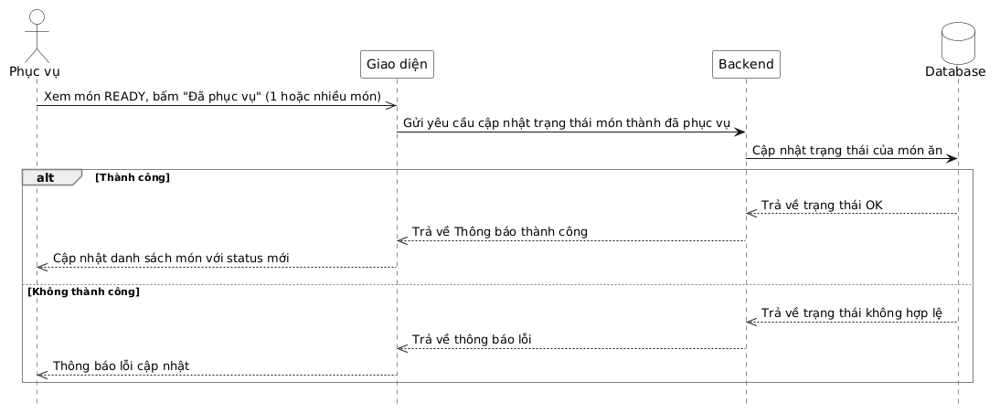 Phục vụ
Giao diện
Backend
Database
Xem món READY, bấm "Đã phục vụ" (1 hoặc nhiều món)
Gửi yêu cầu cập nhật trạng thái món thành đã phục vụ
Cập nhật trạng thái của món ăn
alt [Thành công]
Trả về trạng thái OK
Trả về Thông báo thành công
Cập nhật danh sách món với status mới
[Không thành công]
Trả về trạng thái không hợp lệ
Trả về thông báo lỗi
Thông báo lỗi cập nhật